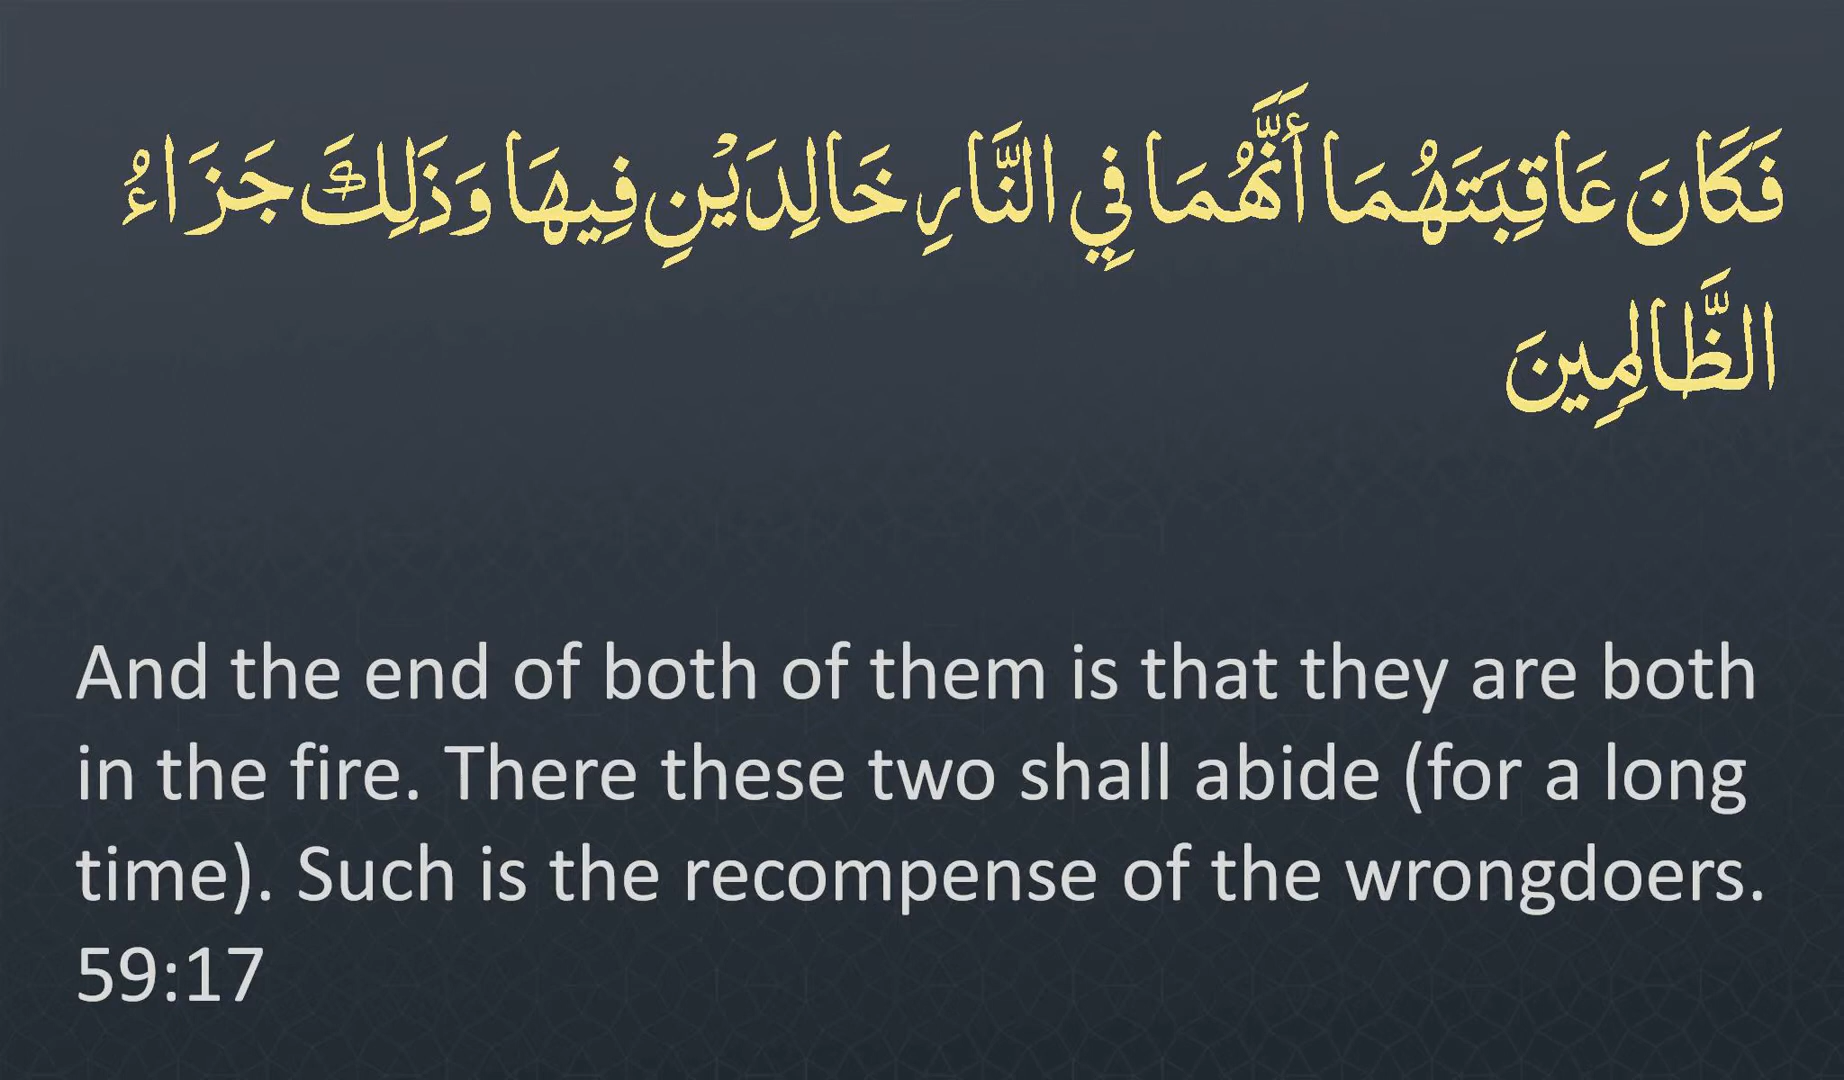 فَكَانَ عَاقِبَتَهُمَا أَنَّهُمَا فِي النَّارِ خَالِدَيْنِ فِيهَا وَذَلِكَ جَزَاءُ
الظَّالِمِينَ
And the end of both of them is that they are both
in the fire. There these two shall abide (for a long
time). Such is the recompense of the wrongdoers.
59:17